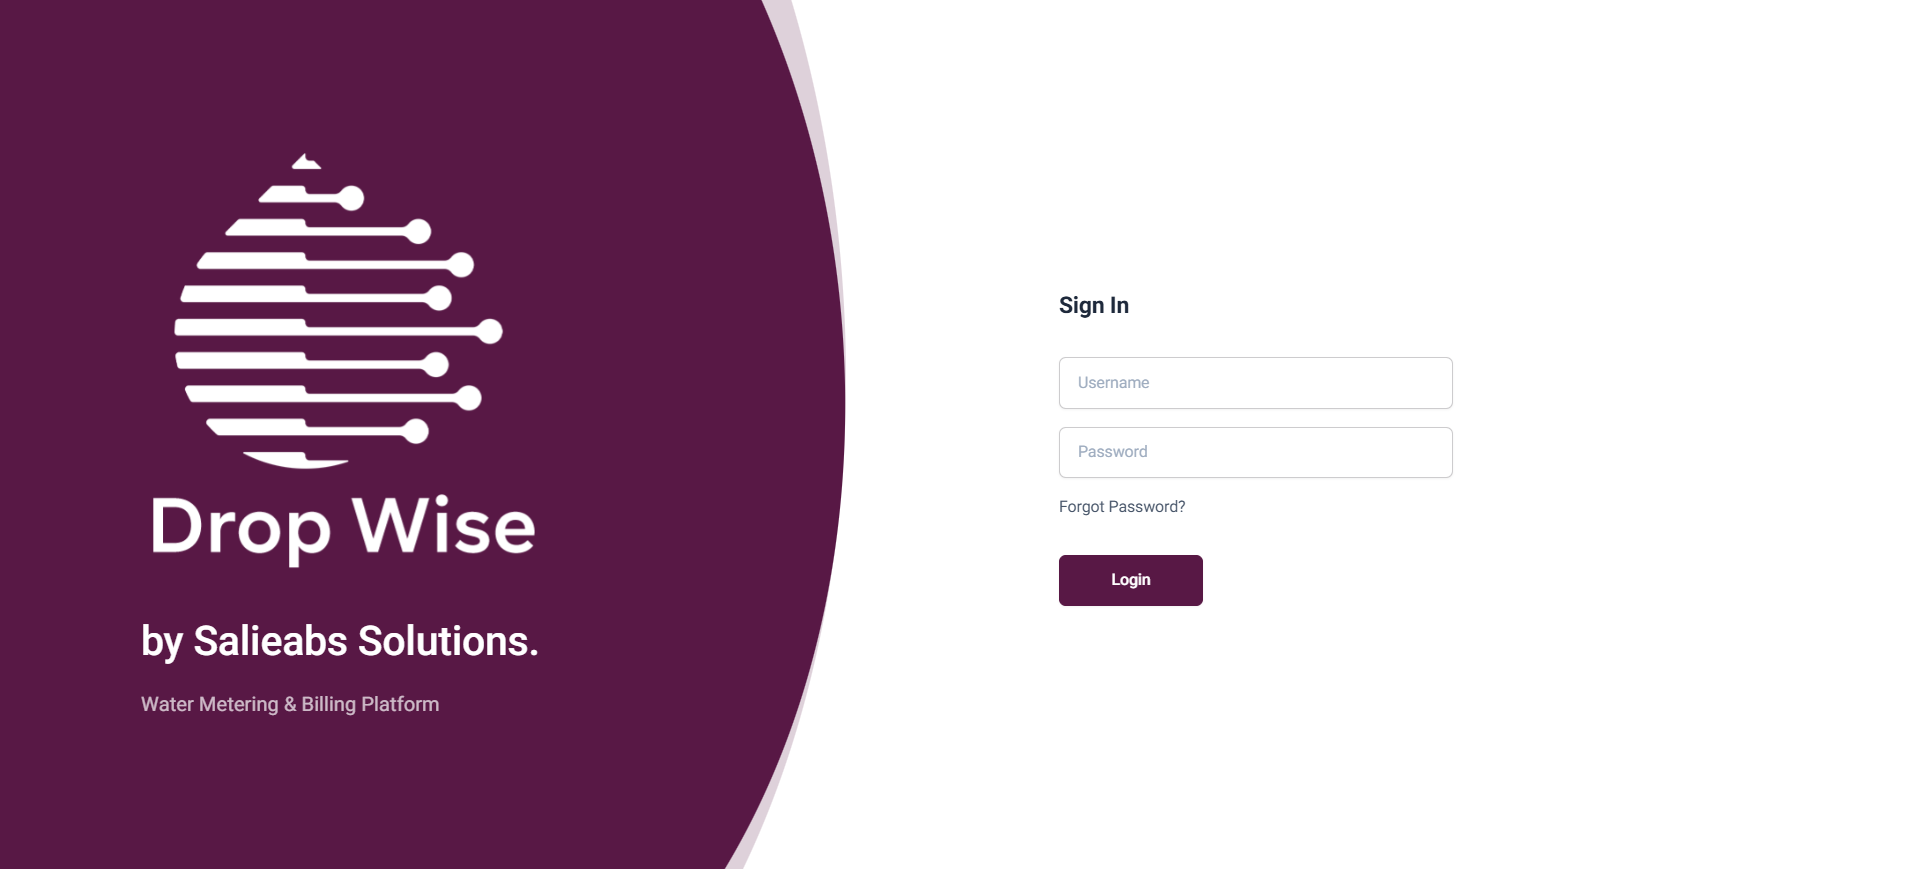 Drop Wise
by Salieabs Solutions.
Water Metering & Billing Platform
Sign In
Username
Password
Forgot Password?
Login